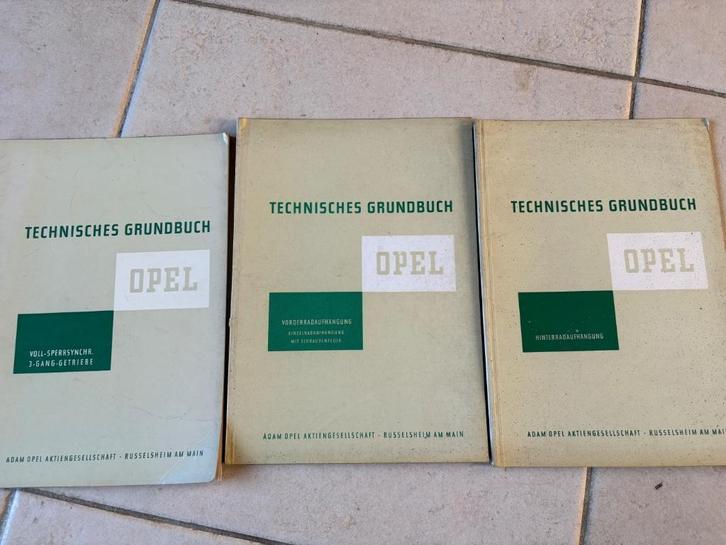 TECHNISCHES GRUNDBUCH
OPEL
VOLL-SPERRSYNCHR.
3-GANG-GETRIEBE
ADAM OPEL AKTIENGESELLSCHAFT - RÜSSELSHEIM AM MAIN
TECHNISCHES GRUNDBUCH
OPEL
VORDERRADAUFHÄNGUNG
EINZELRADAUFHÄNGUNG
MIT SCHRAUBENFEDER
ADAM OPEL AKTIENGESELLSCHAFT - RÜSSELSHEIM AM MAIN
TECHNISCHES GRUNDBUCH
OPEL
HINTERRADAUFHÄNGUNG
ADAM OPEL AKTIENGESELLSCHAFT - RÜSSELSHEIM AM MAIN